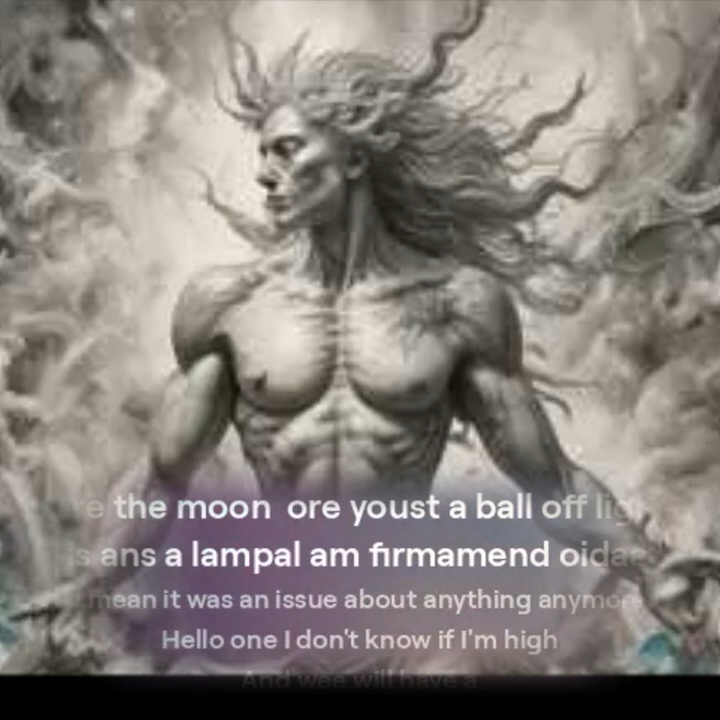 the moon ore youst a ball off
ans a lampal am firmamend
mean it was an issue about anything anymore
Hello one I don't know if I'm high
And wee will have a